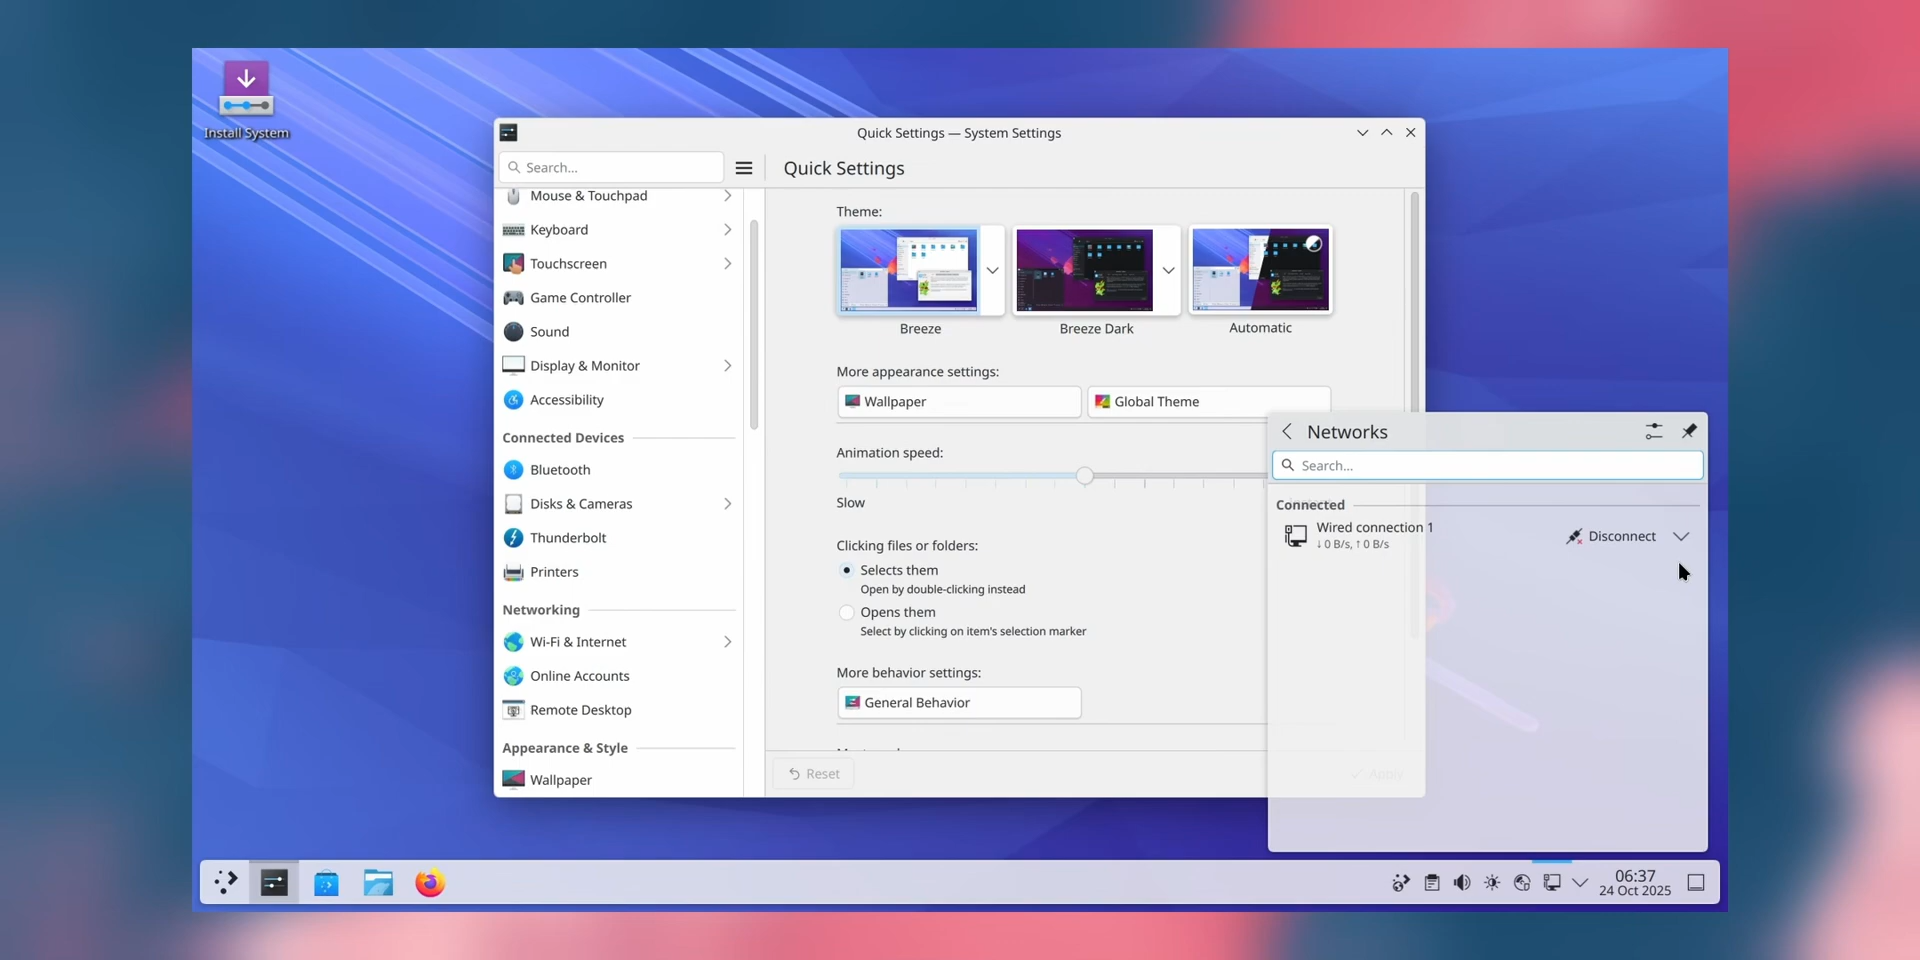 Install System
Quick Settings — System Settings
Search...
Quick Settings
Mouse & Touchpad
Keyboard
Touchscreen
Game Controller
Sound
Display & Monitor
Accessibility
Connected Devices
Bluetooth
Disks & Cameras
Thunderbolt
Printers
Networking
Wi-Fi & Internet
Online Accounts
Remote Desktop
Appearance & Style
Wallpaper
Theme:
Breeze
Breeze Dark
Automatic
More appearance settings:
Wallpaper
Global Theme
Animation speed:
Slow
Clicking files or folders:
Selects them
Open by double-clicking instead
Opens them
Select by clicking on item's selection marker
More behavior settings:
General Behavior
Reset
Apply
Networks
Search...
Connected
Wired connection 1
↓ 0 B/s, ↑ 0 B/s
Disconnect
06:37
24 Oct 2025